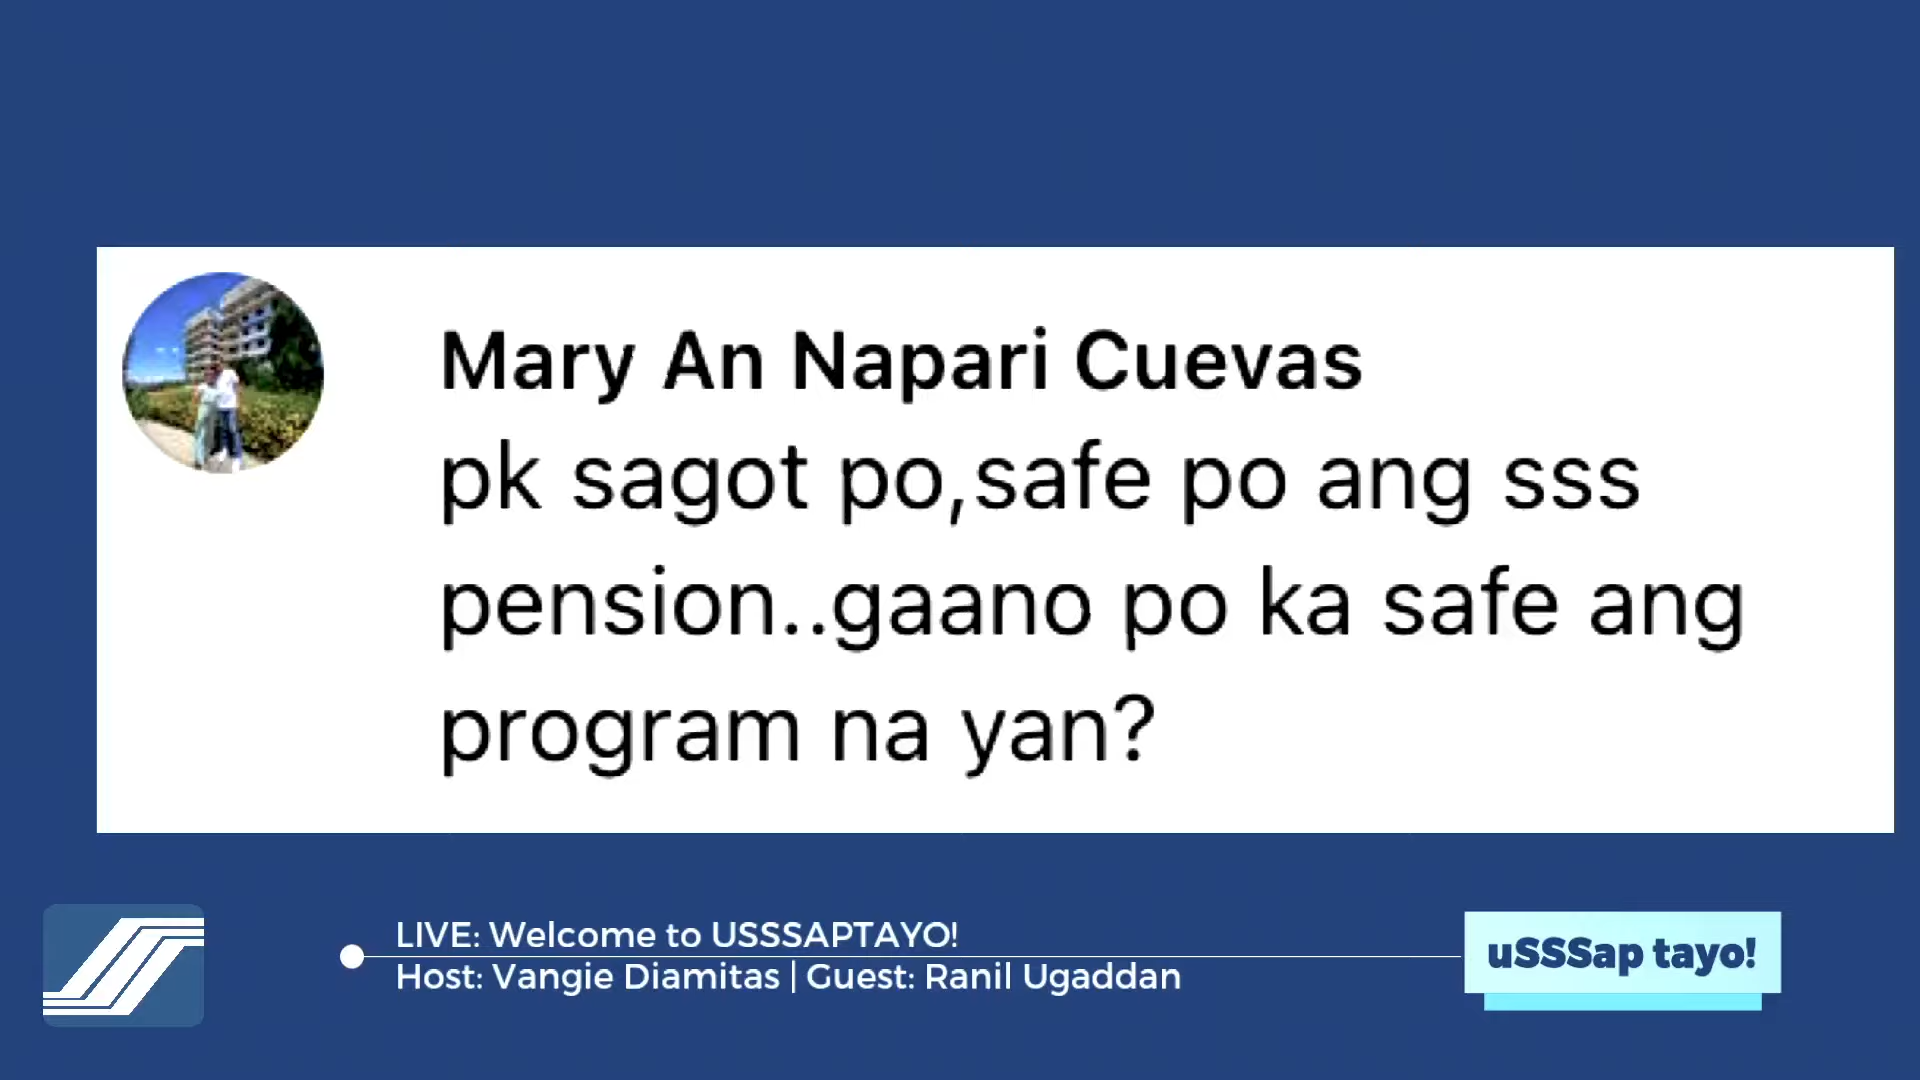 Mary An Napari Cuevas
pk sagot po,safe po ang sss
pension..gaano po ka safe ang
program na yan?
LIVE: Welcome to USSSAPTAYO!
Host: Vangie Diamitas | Guest: Ranil Ugaddan
uSSSap tayo!